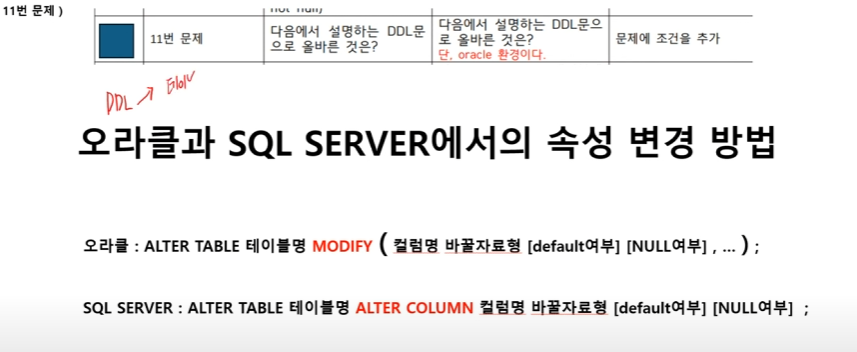 11번 문제 )
not null)
11번 문제
다음에서 설명하는 DDL문
으로 올바른 것은?
다음에서 설명하는 DDL문으
로 올바른 것은?
단, oracle 환경이다.
문제에 조건을 추가
DDL
오라클과 SQL SERVER에서의 속성 변경 방법
오라클 : ALTER TABLE 테이블명 MODIFY ( 컬럼명 바꿀자료형 [default여부] [NULL여부] , ... ) ;
SQL SERVER : ALTER TABLE 테이블명 ALTER COLUMN 컬럼명 바꿀자료형 [default여부] [NULL여부] ;